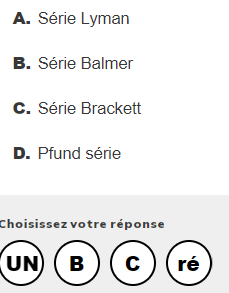 A. Série Lyman
B. Série Balmer
C. Série Brackett
D. Pfund série
Choisissez votre réponse
UN B C ré